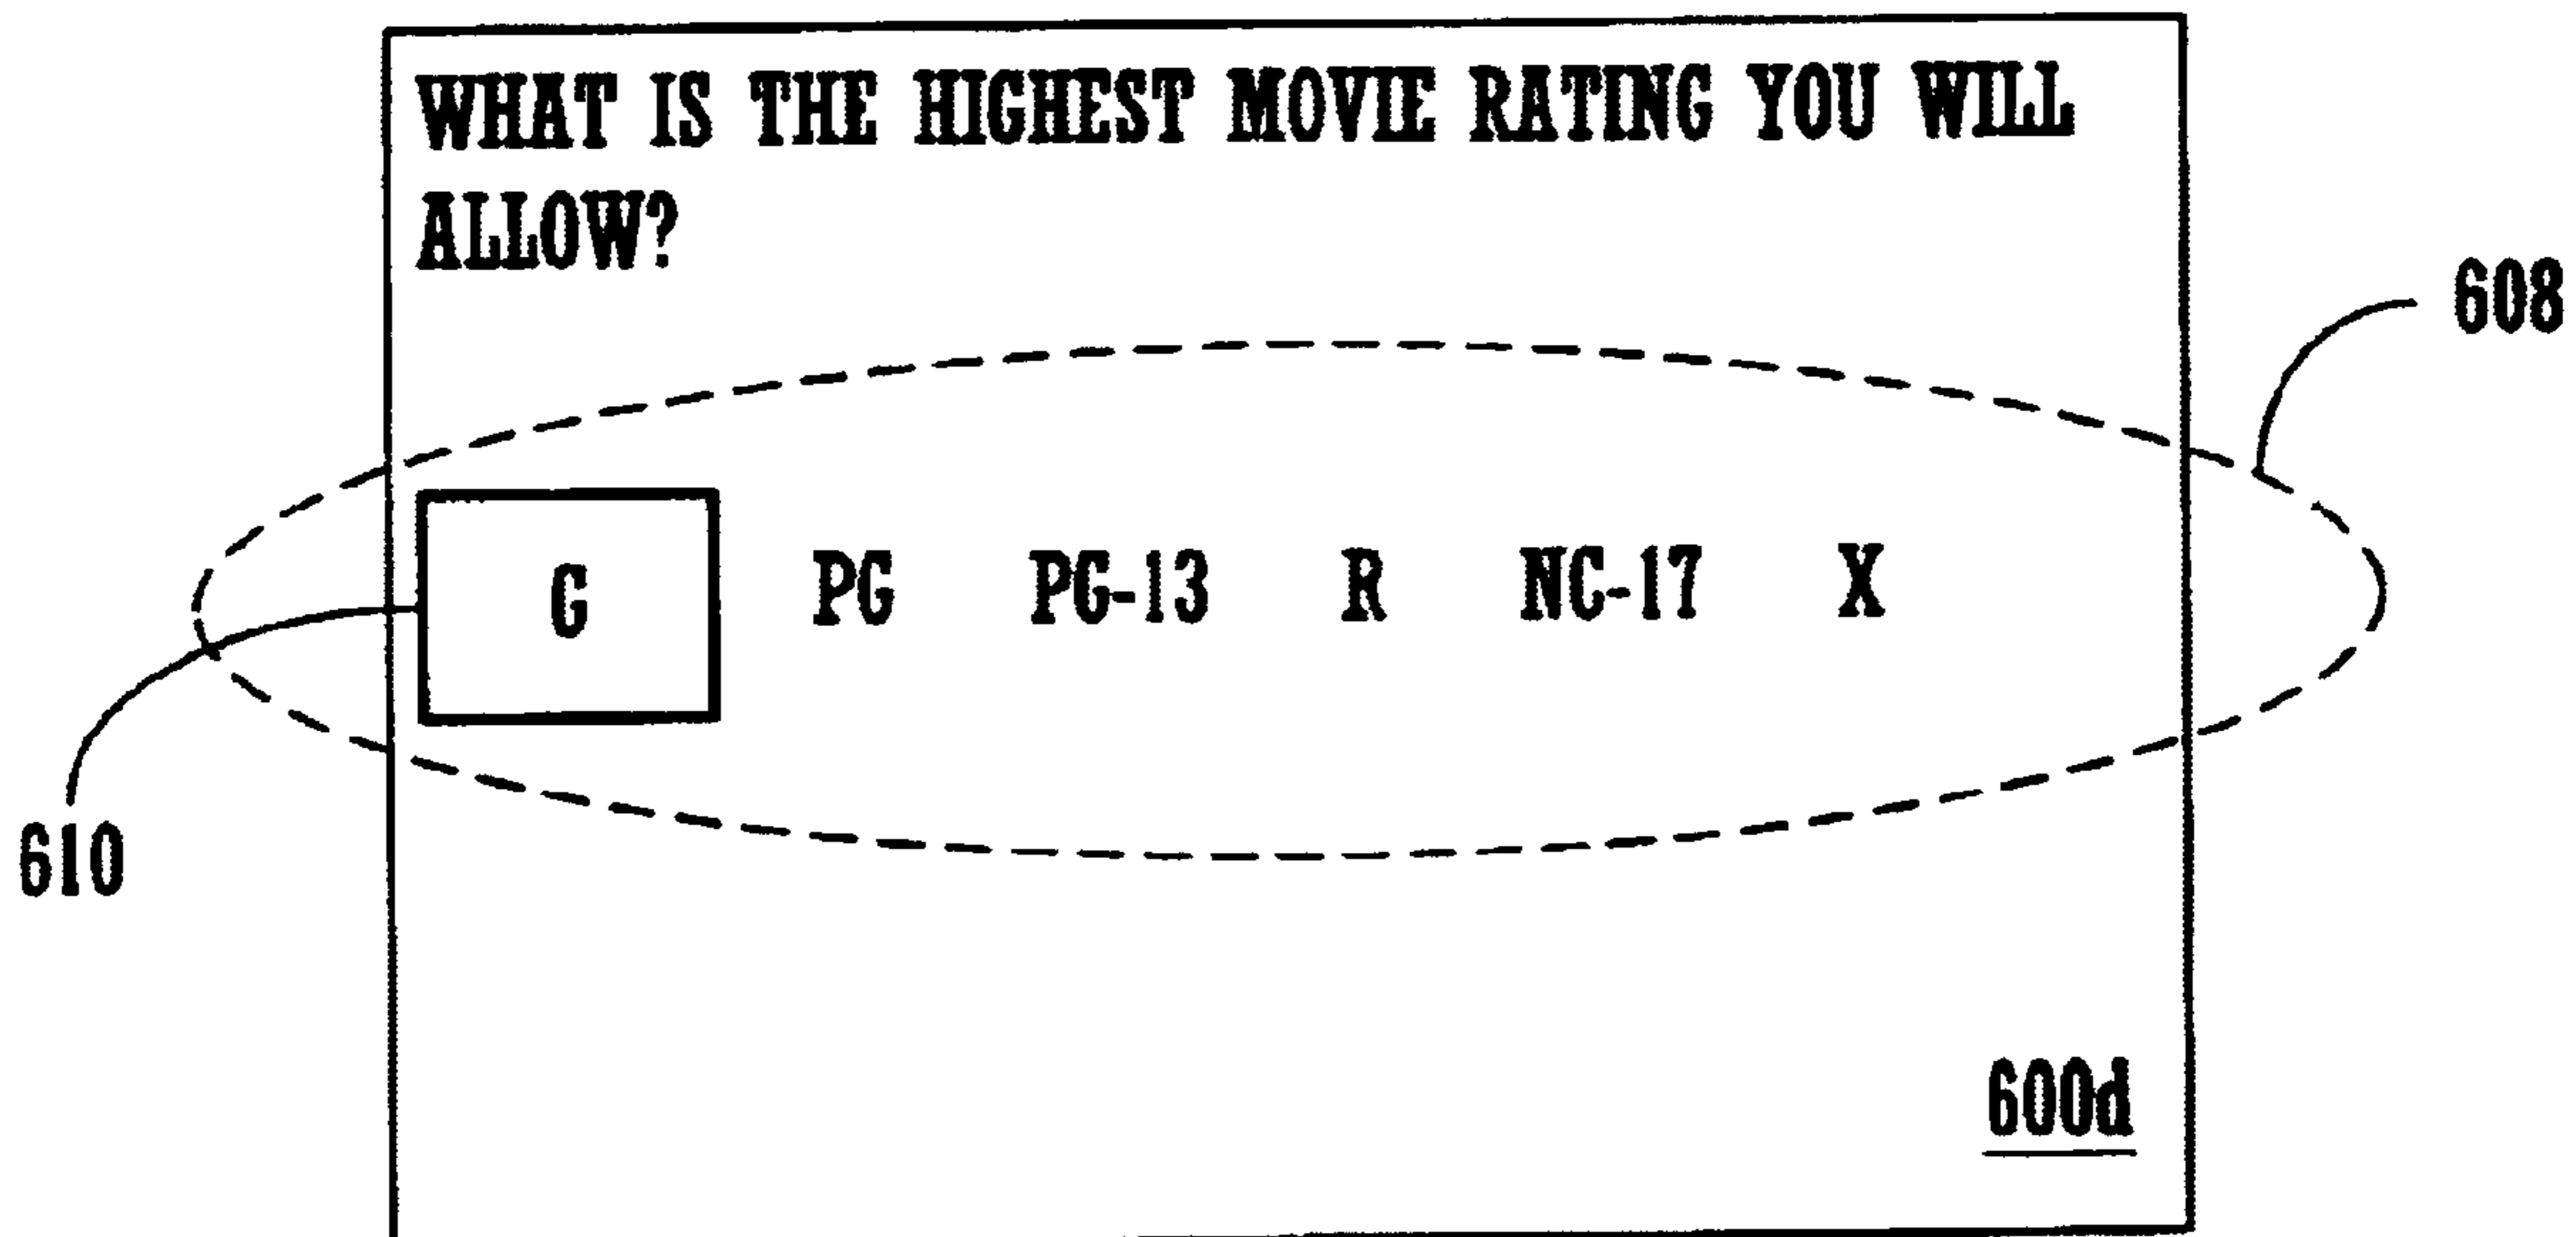 WHAT IS THE HIGHEST MOVIE RATING YOU WILL
ALLOW?
608
G PG PG-13 R NC-17 X
610
600d